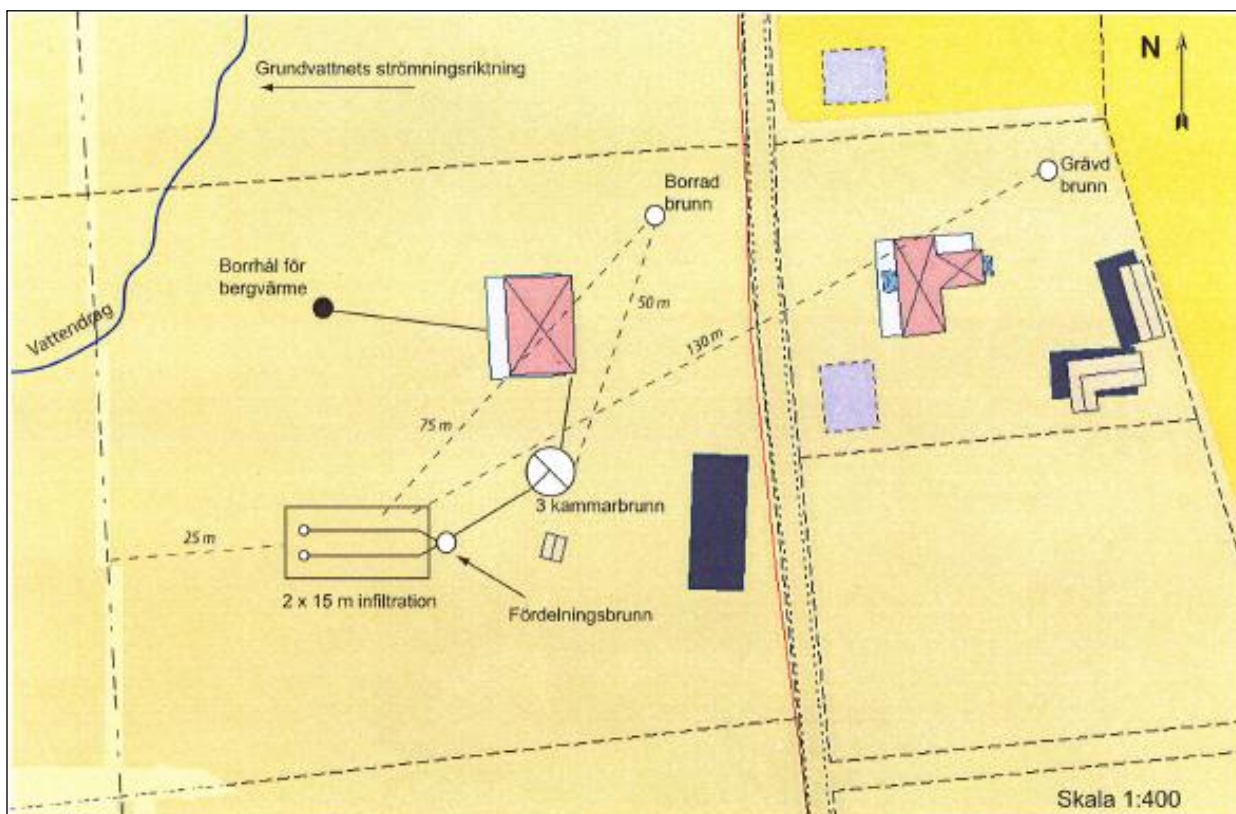 Grundvattnets strömningsriktning
N
Grävd
brunn
Borrad
brunn
Borrhål för
bergvärme
Vattendrag
50 m
130 m
75 m
3 kammarbrunn
25 m
2 x 15 m infiltration
Fördelningsbrunn
Skala 1:400